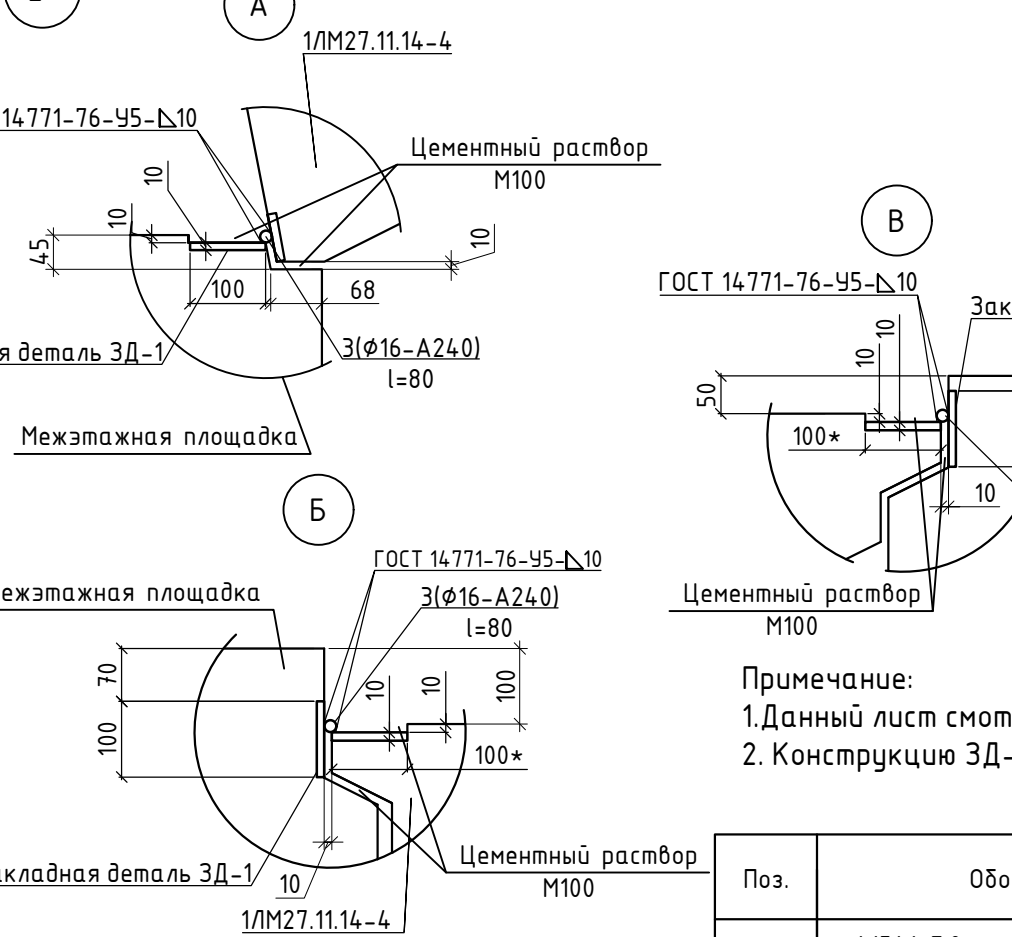 А
1ЛМ27.11.14-4
14771-76-У5-⊿10
Цементный раствор
М100
10
10
45
10
100
68
я деталь ЗД-1
3(Ø16-А240)
l=80
Межэтажная площадка
В
ГОСТ 14771-76-У5-⊿10
Зак
10
10
50
100*
10
Цементный раствор
М100
Б
ГОСТ 14771-76-У5-⊿10
ежэтажная площадка
3(Ø16-А240)
l=80
70
100
10
10
100
100*
кладная деталь ЗД-1
10
1ЛМ27.11.14-4
Цементный раствор
М100
Примечание:
1.Данный лист смот
2. Конструкцию ЗД-
Поз.
Обо